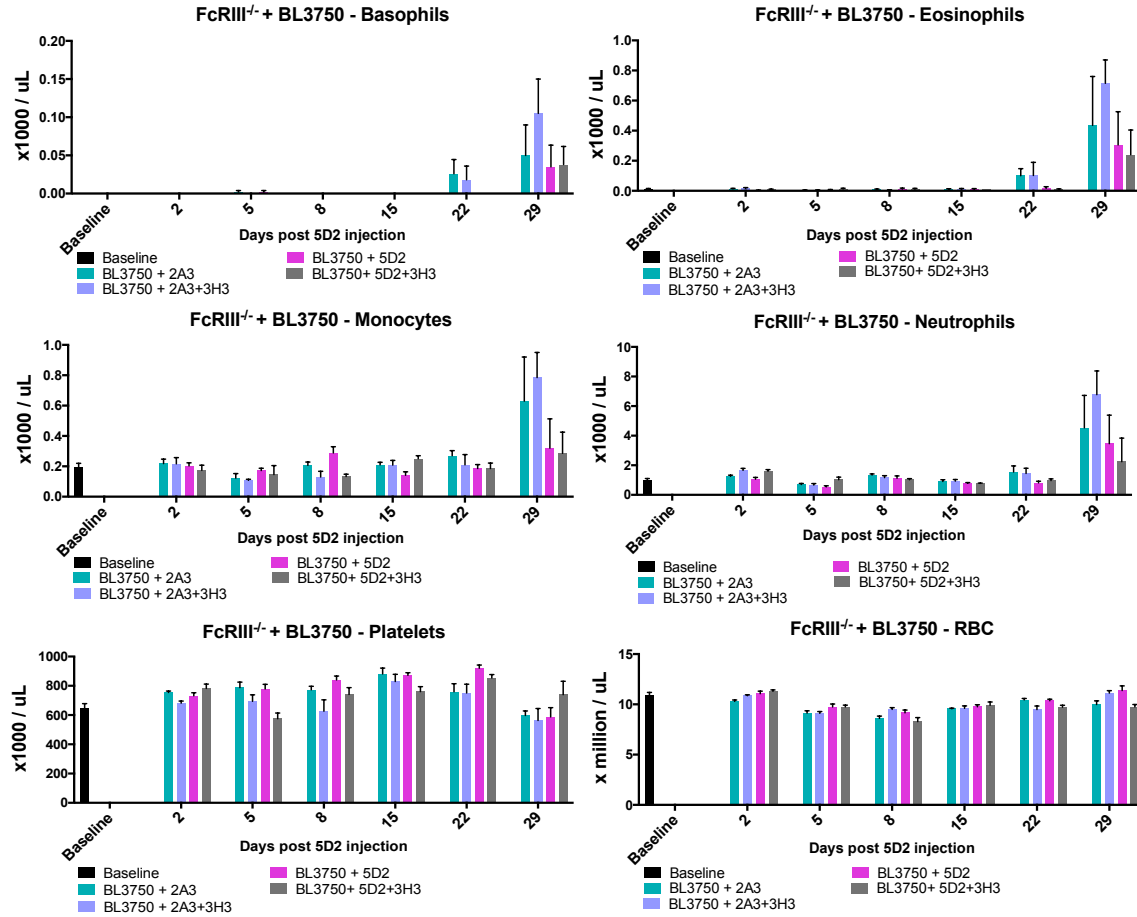 FcRIII-/- + BL3750 - Basophils
x1000 / uL
0.20
0.15
0.10
0.05
0.00
Baseline 2 5 8 15 22 29
Days post 5D2 injection
Baseline
BL3750 + 2A3
BL3750 + 2A3+3H3
BL3750 + 5D2
BL3750+ 5D2+3H3
FcRIII-/- + BL3750 - Eosinophils
x1000 / uL
1.0
0.8
0.6
0.4
0.2
0.0
Baseline 2 5 8 15 22 29
Days post 5D2 injection
Baseline
BL3750 + 2A3
BL3750 + 2A3+3H3
BL3750 + 5D2
BL3750+ 5D2+3H3
FcRIII-/- + BL3750 - Monocytes
x1000 / uL
1.0
0.8
0.6
0.4
0.2
0.0
Baseline 2 5 8 15 22 29
Days post 5D2 injection
Baseline
BL3750 + 2A3
BL3750 + 2A3+3H3
BL3750 + 5D2
BL3750+ 5D2+3H3
FcRIII-/- + BL3750 - Neutrophils
x1000 / uL
10
8
6
4
2
0
Baseline 2 5 8 15 22 29
Days post 5D2 injection
Baseline
BL3750 + 2A3
BL3750 + 2A3+3H3
BL3750 + 5D2
BL3750+ 5D2+3H3
FcRIII-/- + BL3750 - Platelets
x1000 / uL
1000
800
600
400
200
0
Baseline 2 5 8 15 22 29
Days post 5D2 injection
Baseline
BL3750 + 2A3
BL3750 + 2A3+3H3
BL3750 + 5D2
BL3750+ 5D2+3H3
FcRIII-/- + BL3750 - RBC
x million / uL
15
10
5
0
Baseline 2 5 8 15 22 29
Days post 5D2 injection
Baseline
BL3750 + 2A3
BL3750 + 2A3+3H3
BL3750 + 5D2
BL3750+ 5D2+3H3